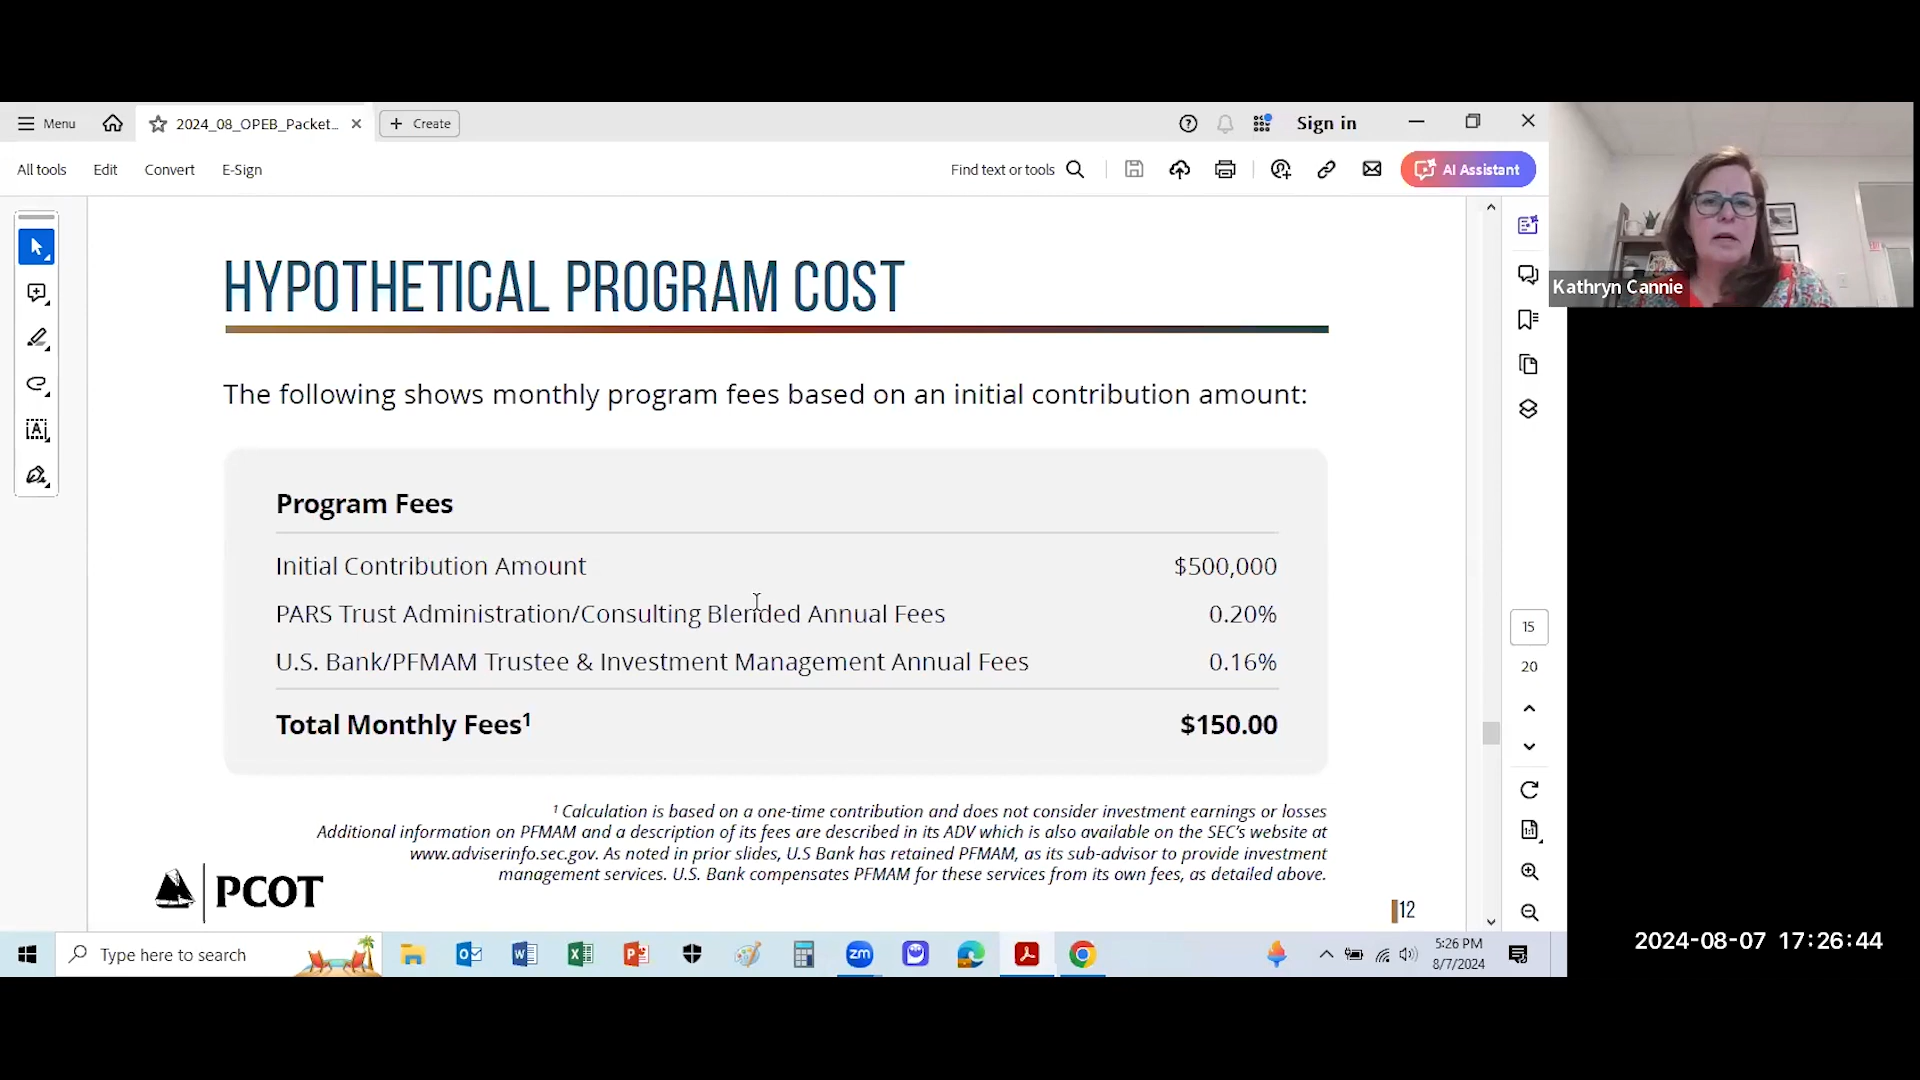 Menu
2024_08_OPEB_Packet...
Create
Sign in
All tools
Edit
Convert
E-Sign
Find text or tools
AI Assistant
Kathryn Cannie
HYPOTHETICAL PROGRAM COST
The following shows monthly program fees based on an initial contribution amount:
Program Fees
Initial Contribution Amount $500,000
PARS Trust Administration/Consulting Blended Annual Fees 0.20%
U.S. Bank/PFMAM Trustee & Investment Management Annual Fees 0.16%
Total Monthly Fees¹ $150.00
¹ Calculation is based on a one-time contribution and does not consider investment earnings or losses
Additional information on PFMAM and a description of its fees are described in its ADV which is also available on the SEC's website at
www.adviserinfo.sec.gov. As noted in prior slides, U.S Bank has retained PFMAM, as its sub-advisor to provide investment
management services. U.S. Bank compensates PFMAM for these services from its own fees, as detailed above.
PCOT
12
15
20
1:1
Type here to search
zm
5:26 PM
8/7/2024
2024-08-07 17:26:44